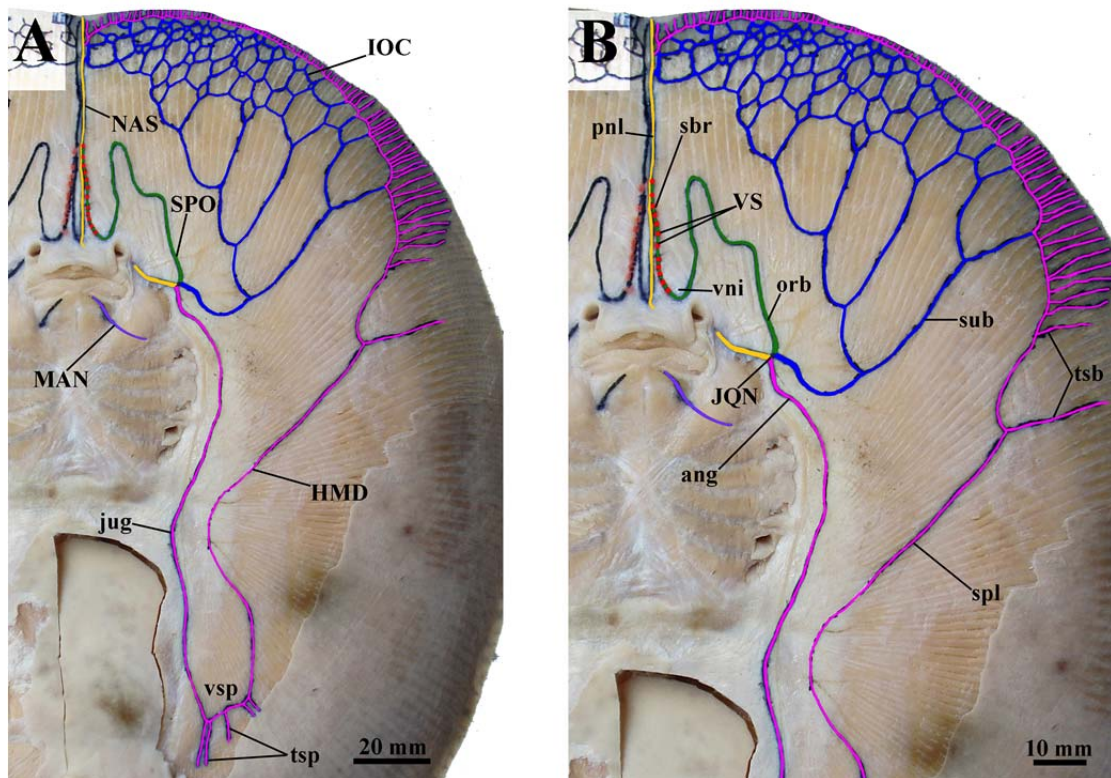 A
IOC
NAS
SPO
MAN
HMD
jug
vsp
tsp
20 mm
B
pnl
sbr
VS
vni
orb
sub
JQN
tsb
ang
spl
10 mm